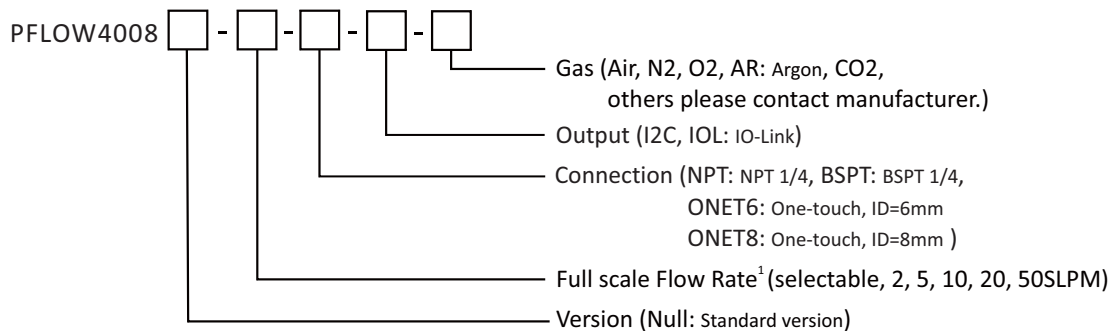 PFLOW4008 - - - -
Gas (Air, N2, O2, AR: Argon, CO2,
others please contact manufacturer.)
Output (I2C, IOL: IO-Link)
Connection (NPT: NPT 1/4, BSPT: BSPT 1/4,
ONET6: One-touch, ID=6mm
ONET8: One-touch, ID=8mm )
Full scale Flow Rate¹ (selectable, 2, 5, 10, 20, 50SLPM)
Version (Null: Standard version)